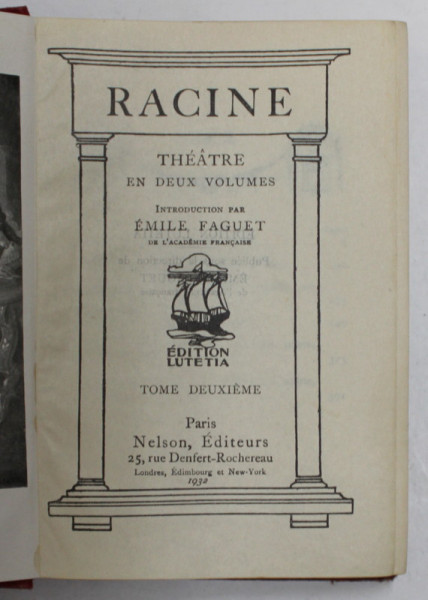 RACINE
THÉÂTRE
EN DEUX VOLUMES
INTRODUCTION PAR
ÉMILE FAGUET
DE L'ACADÉMIE FRANÇAISE
ÉDITION
LUTETIA
TOME DEUXIÈME
Paris
Nelson, Éditeurs
25, rue Denfert-Rochereau
Londres, Édimbourg et New-York
1932